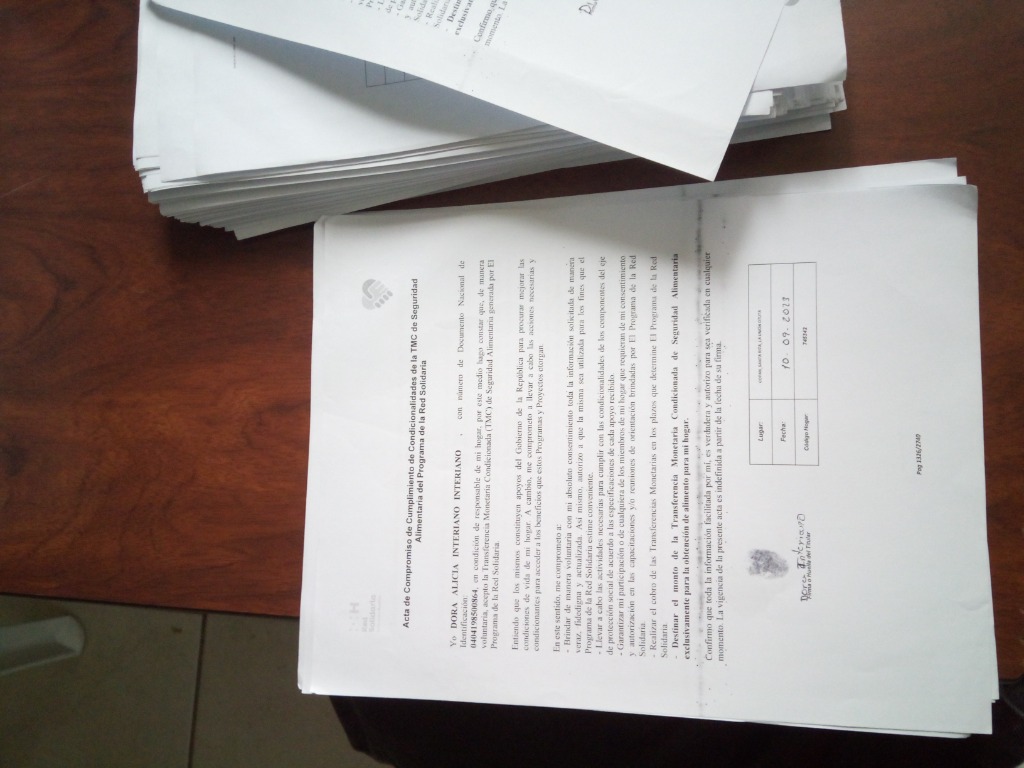 Red
Solidaria
Acta de Compromiso de Cumplimiento de Condicionalidades de la TMC de Seguridad
Alimentaria del Programa de la Red Solidaria
Yo DORA ALICIA INTERIANO INTERIANO , con número de Documento Nacional de
Identificación:
0404198500864, en condición de responsable de mi hogar, por este medio hago constar que, de manera
voluntaria, acepto la Transferencia Monetaria Condicionada (TMC) de Seguridad Alimentaria generada por El
Programa de la Red Solidaria.
Entiendo que los mismos constituyen apoyos del Gobierno de la República para procurar mejorar las
condiciones de vida de mi hogar. A cambio, me comprometo a llevar a cabo las acciones necesarias y
condicionantes para acceder a los beneficios que estos Programas y Proyectos otorgan.
En este sentido, me comprometo a:
- Brindar de manera voluntaria con mi absoluto consentimiento toda la información solicitada de manera
veraz, fidedigna y actualizada. Así mismo, autorizo a que la misma sea utilizada para los fines que el
Programa de la Red Solidaria estime conveniente.
- Llevar a cabo las actividades necesarias para cumplir con las condicionalidades de los componentes del eje
de protección social de acuerdo a las especificaciones de cada apoyo recibido.
- Garantizar mi participación o de cualquiera de los miembros de mi hogar que requieran de mi consentimiento
y autorización en las capacitaciones y/o reuniones de orientación brindadas por El Programa de la Red
Solidaria.
- Realizar el cobro de las Transferencias Monetarias en los plazos que determine El Programa de la Red
Solidaria.
- Destinar el monto de la Transferencia Monetaria Condicionada de Seguridad Alimentaria
exclusivamente para la obtención de alimento para mi hogar.
Confirmo que toda la información facilitada por mí, es verdadera y autorizo para sea verificada en cualquier
momento. La vigencia de la presente acta es indefinida a partir de la fecha de su firma.
Lugar:
Fecha: 10-09-2023
Codigo Hogar: 745343
Dora Interiano
Firma o Huella del Titular
Pag 1326/2740